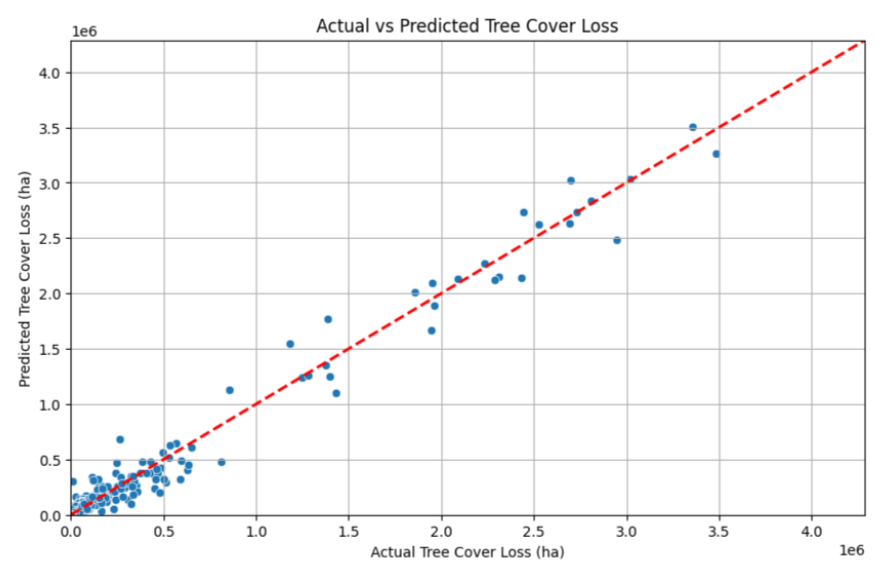 Actual vs Predicted Tree Cover Loss
1e6
4.0
3.5
3.0
2.5
2.0
1.5
1.0
0.5
0.0
Predicted Tree Cover Loss (ha)
0.0 0.5 1.0 1.5 2.0 2.5 3.0 3.5 4.0
Actual Tree Cover Loss (ha)
1e6